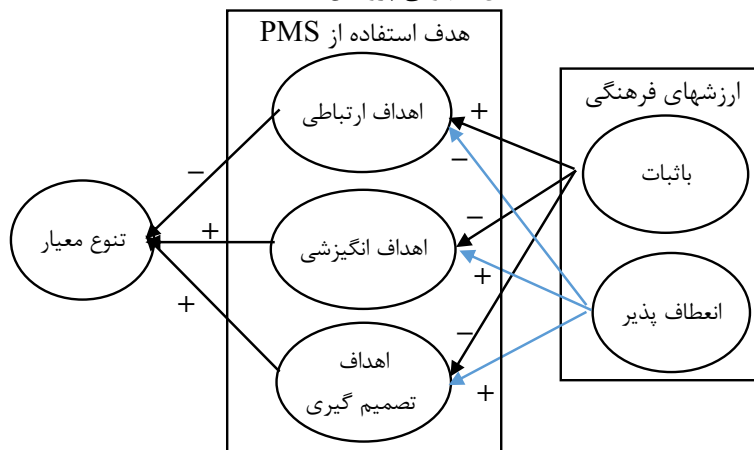 هدف استفاده از PMS
ارزشهای فرهنگی
باثبات
انعطاف پذیر
اهداف ارتباطی
اهداف انگیزشی
اهداف
تصمیم گیری
تنوع معیار
+
−
−
+
−
+
−
+
+